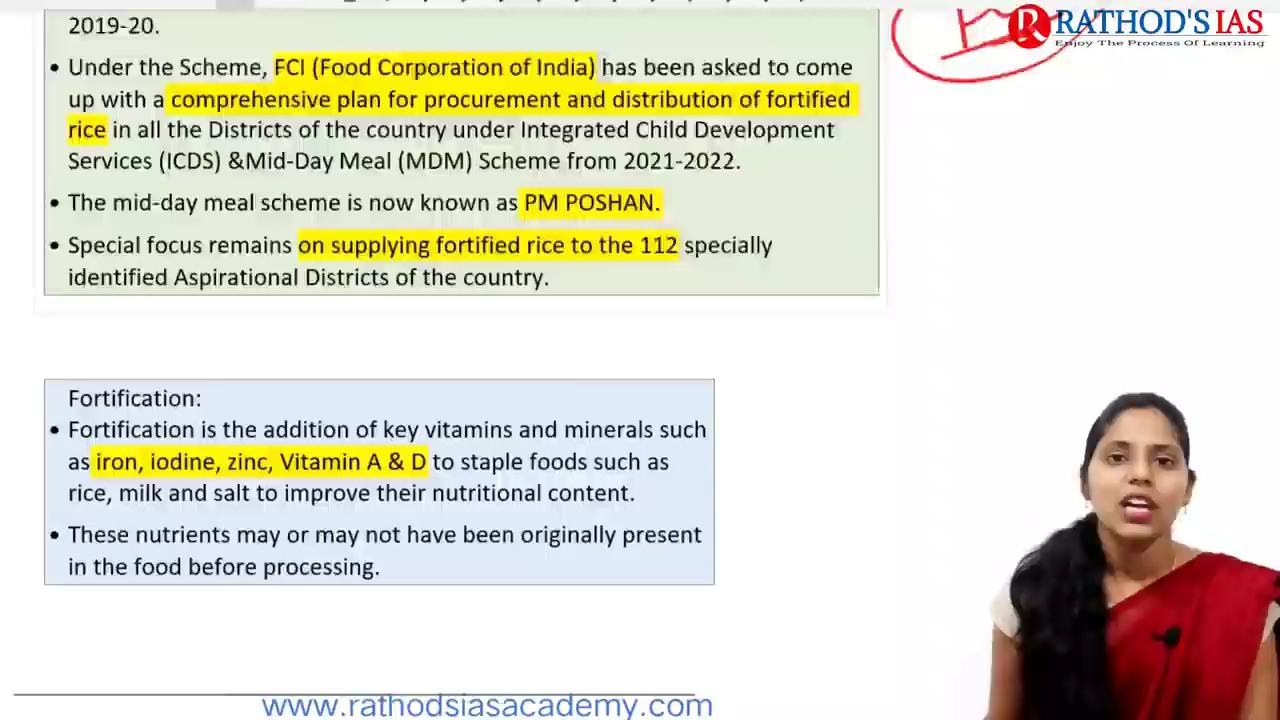 2019-20.
RATHOD'S IAS
Enjoy The Process Of Learning
• Under the Scheme, FCI (Food Corporation of India) has been asked to come
up with a comprehensive plan for procurement and distribution of fortified
rice in all the Districts of the country under Integrated Child Development
Services (ICDS) &Mid-Day Meal (MDM) Scheme from 2021-2022.
• The mid-day meal scheme is now known as PM POSHAN.
• Special focus remains on supplying fortified rice to the 112 specially
identified Aspirational Districts of the country.
Fortification:
• Fortification is the addition of key vitamins and minerals such
as iron, iodine, zinc, Vitamin A & D to staple foods such as
rice, milk and salt to improve their nutritional content.
• These nutrients may or may not have been originally present
in the food before processing.
www.rathodsiasacademy.com